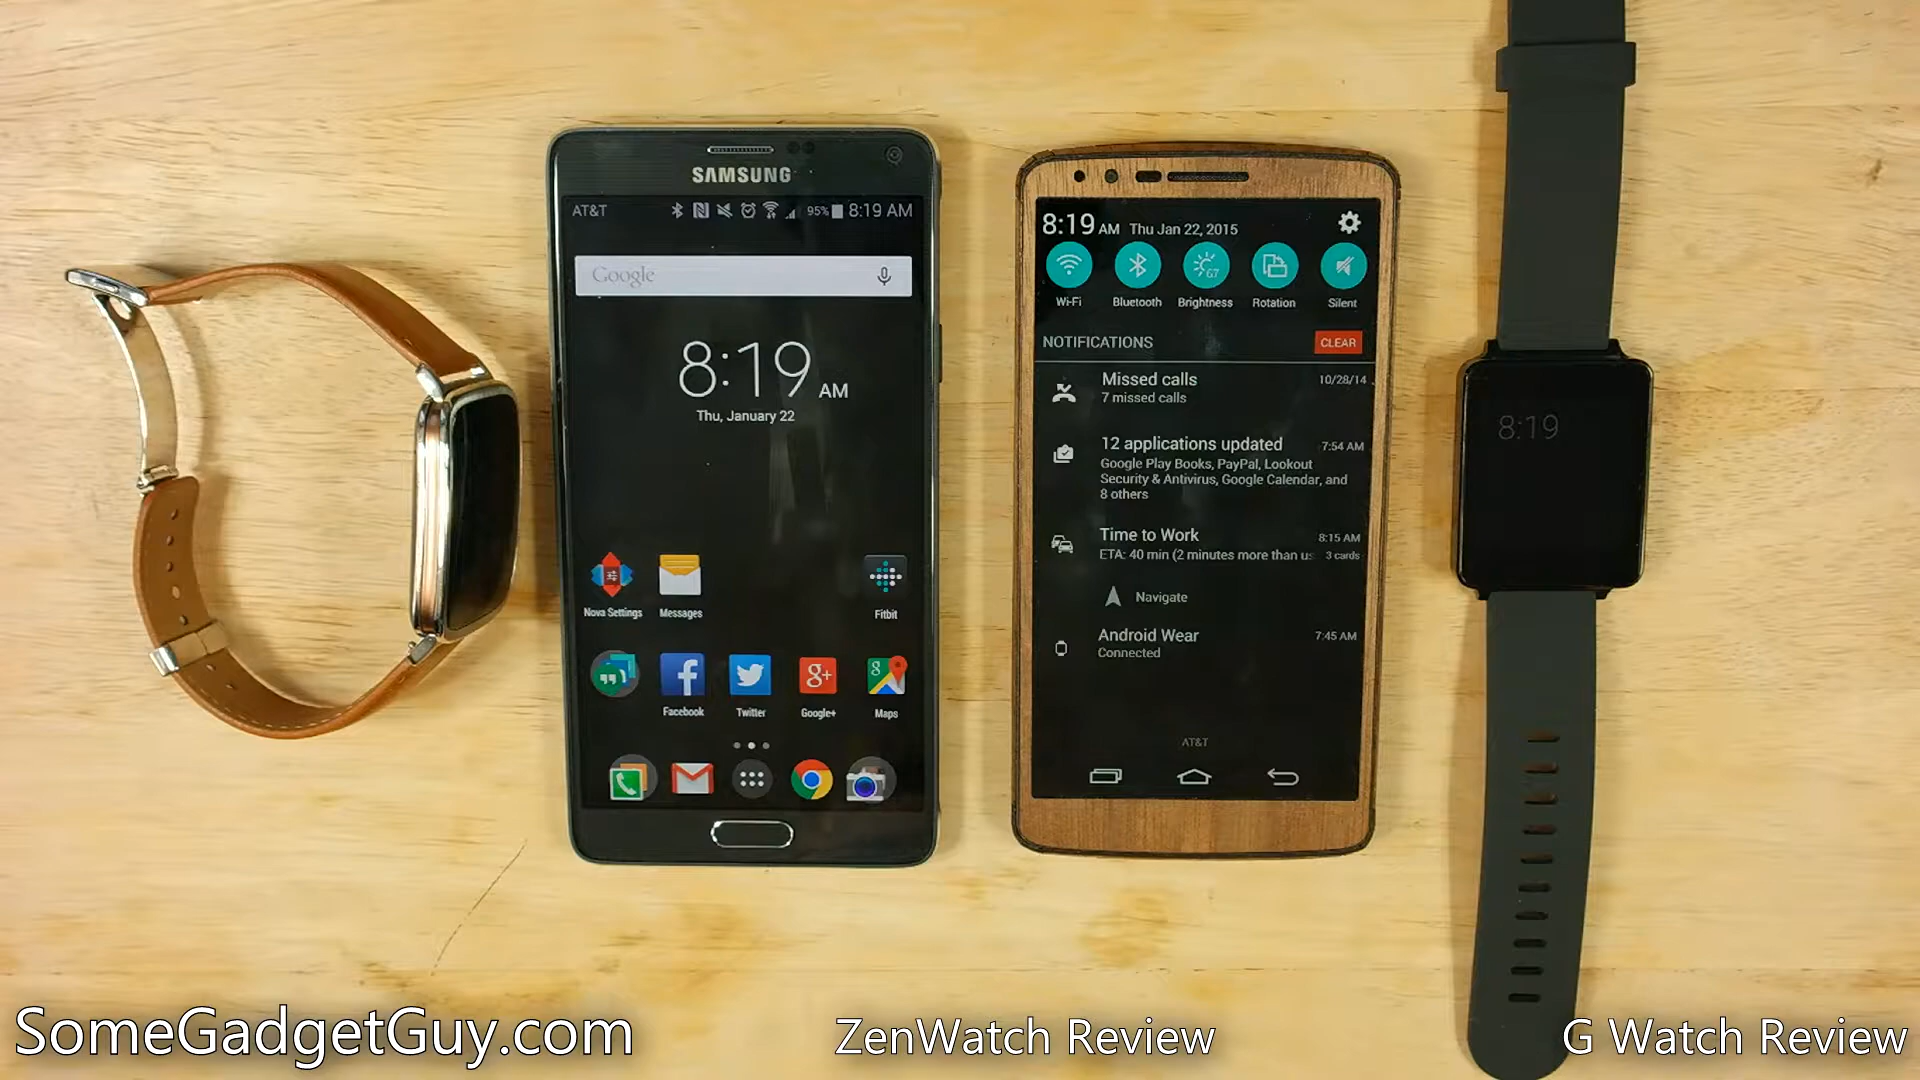 SAMSUNG
AT&T 95% 8:19 AM
Google
8:19 AM
Thu, January 22
Nova Settings
Messages
Fitbit
Facebook
Twitter
Google+
Maps
8:19 AM Thu Jan 22, 2015
67
Wi-Fi
Bluetooth
Brightness
Rotation
Silent
NOTIFICATIONS
CLEAR
Missed calls 10/28/14
7 missed calls
12 applications updated 7:54 AM
Google Play Books, PayPal, Lookout
Security & Antivirus, Google Calendar, and
8 others
Time to Work 8:15 AM
ETA: 40 min (2 minutes more than us 3 cards
Navigate
Android Wear 7:45 AM
Connected
AT&T
8:19
SomeGadgetGuy.com
ZenWatch Review
G Watch Review